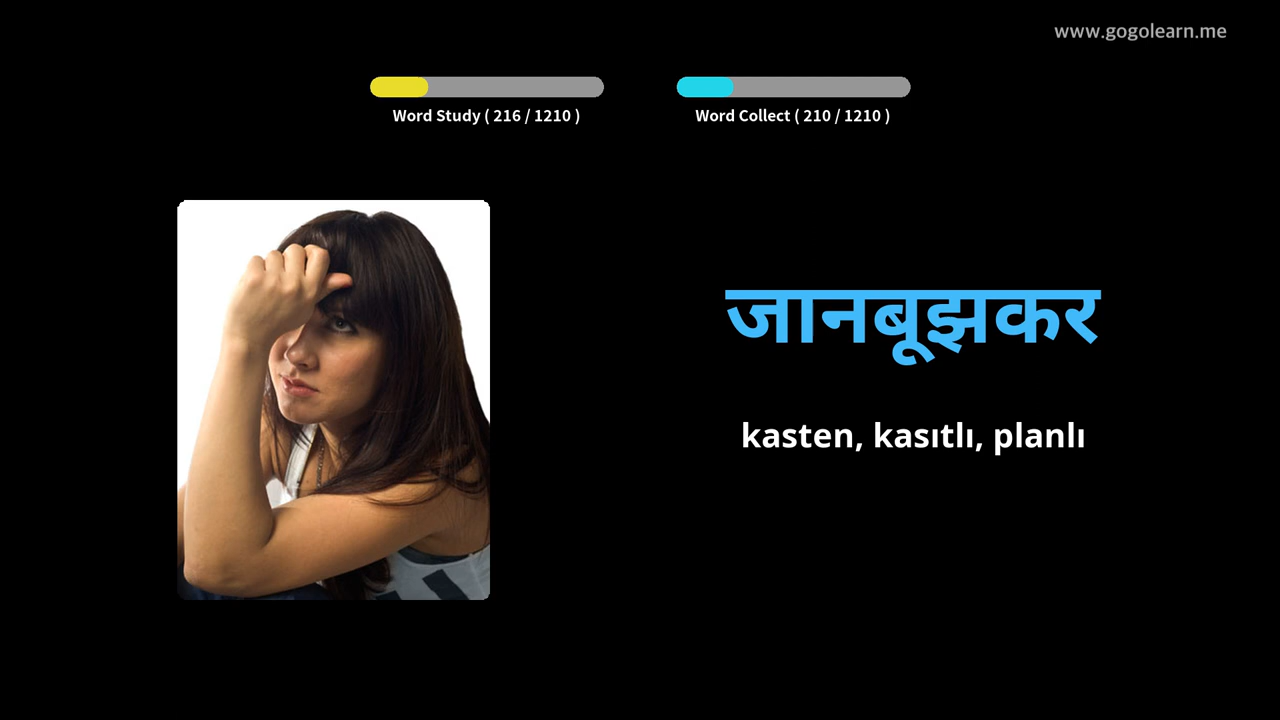 www.gogolearn.me
Word Study ( 216 / 1210 )
Word Collect ( 210 / 1210 )
जानबूझकर
kasten, kasıtlı, planlı